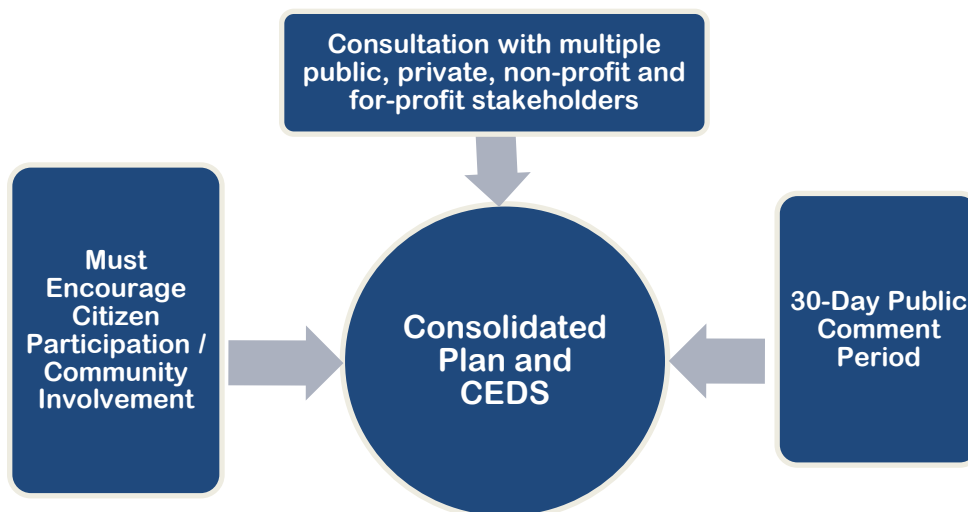 Consultation with multiple
public, private, non-profit and
for-profit stakeholders
Must
Encourage
Citizen
Participation /
Community
Involvement
Consolidated
Plan and
CEDS
30-Day Public
Comment
Period